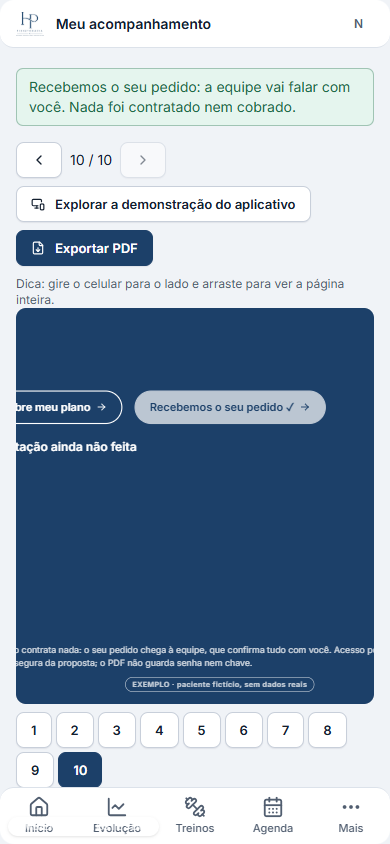 HP
Meu acompanhamento
N
Recebemos o seu pedido: a equipe vai falar com
você. Nada foi contratado nem cobrado.
10 / 10
Explorar a demonstração do aplicativo
Exportar PDF
Dica: gire o celular para o lado e arraste para ver a página
inteira.
bre meu plano →
Recebemos o seu pedido ✓ →
tação ainda não feita
o contrata nada: o seu pedido chega à equipe, que confirma tudo com você. Acesso pe
segura da proposta; o PDF não guarda senha nem chave.
EXEMPLO - paciente fictício, sem dados reais
1 2 3 4 5 6 7 8
9 10
Início Evolução Treinos Agenda Mais